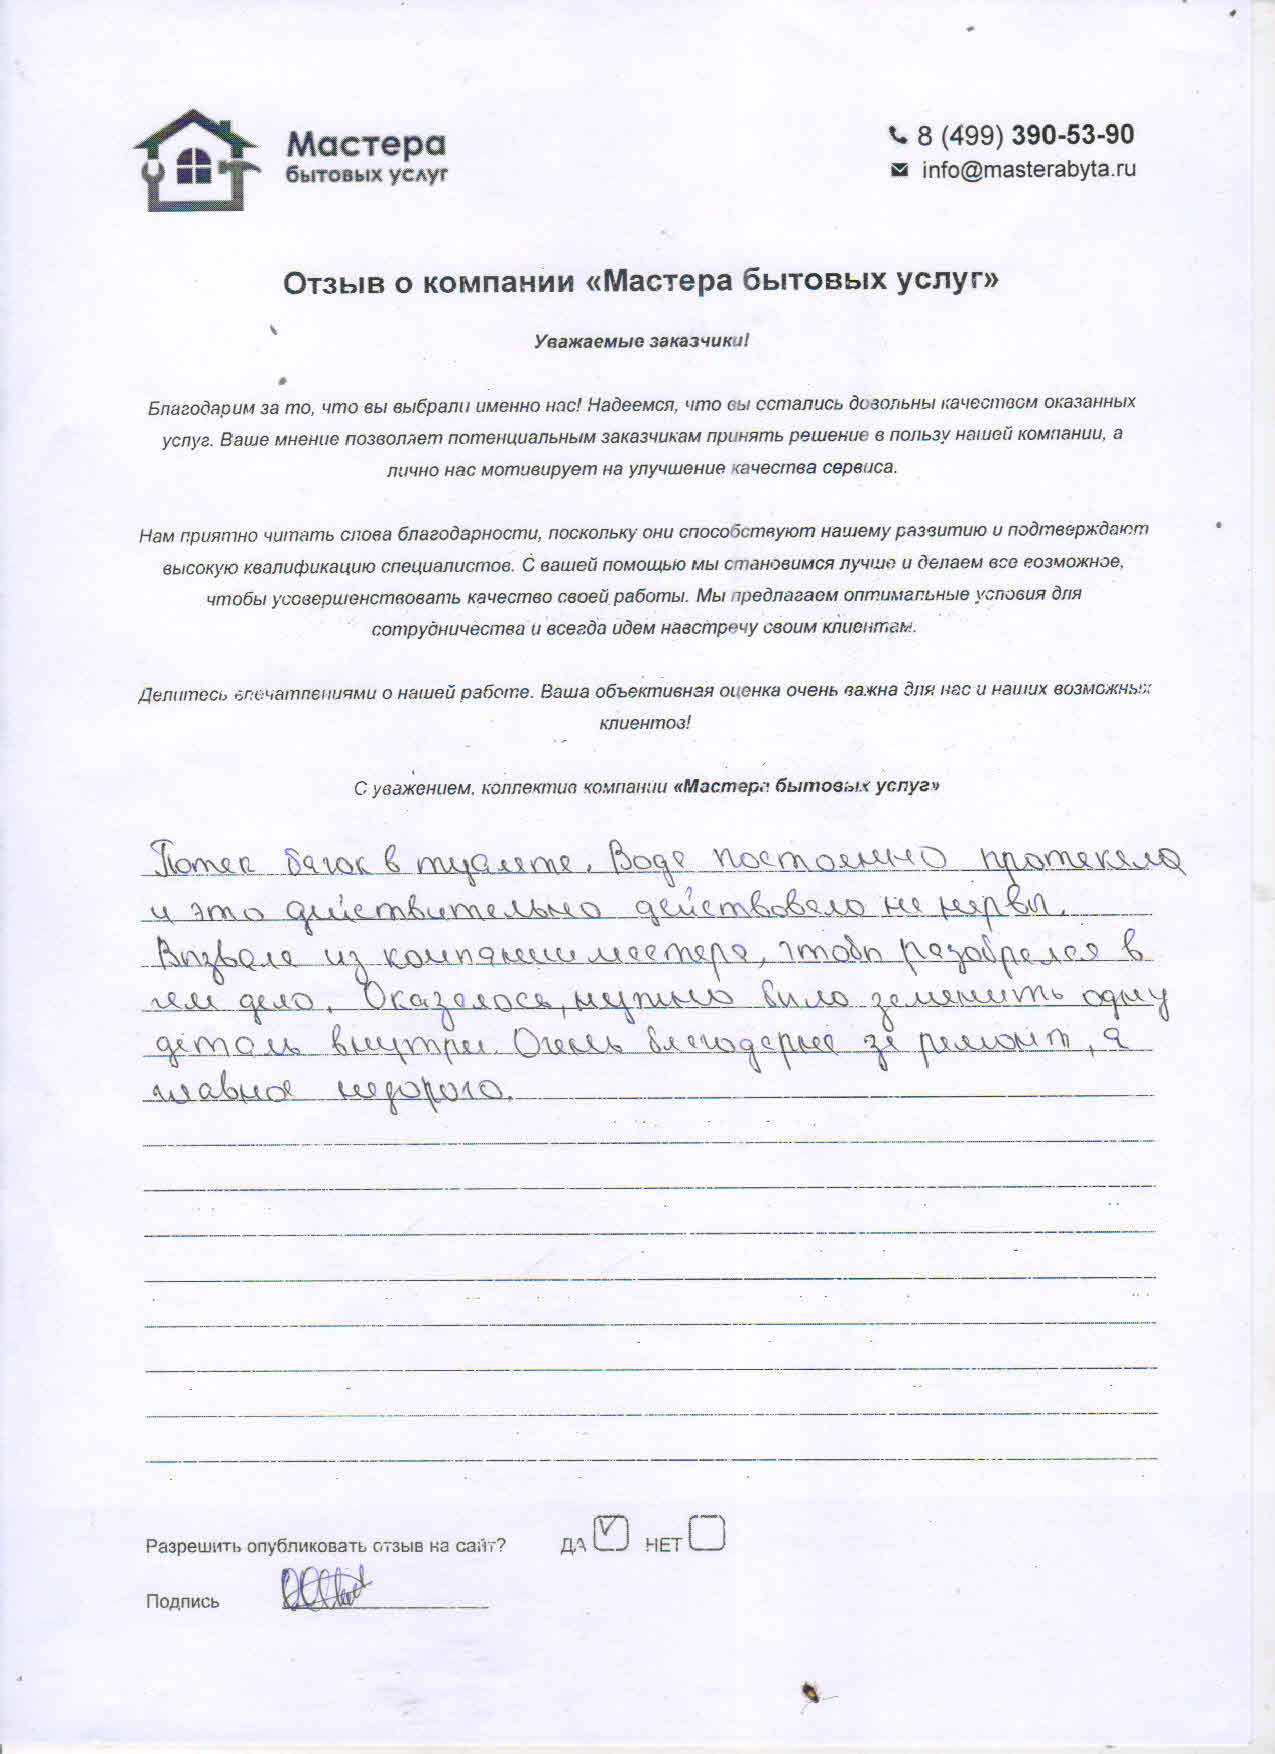 Мастера
бытовых услуг
8 (499) 390-53-90
info@masterabyta.ru
Отзыв о компании «Мастера бытовых услуг»
Уважаемые заказчики!
Благодарим за то, что вы выбрали именно нас! Надеемся, что вы остались довольны качеством оказанных
услуг. Ваше мнение позволяет потенциальным заказчикам принять решение в пользу нашей компании, а
лично нас мотивирует на улучшение качества сервиса.
Нам приятно читать слова благодарности, поскольку они способствуют нашему развитию и подтверждают
высокую квалификацию специалистов. С вашей помощью мы становимся лучше и делаем все возможное,
чтобы усовершенствовать качество своей работы. Мы предлагаем оптимальные условия для
сотрудничества и всегда идем навстречу своим клиентам.
Делитесь впечатлениями о нашей работе. Ваша объективная оценка очень важна для нас и наших возможных
клиентов!
С уважением, коллектив компании «Мастера бытовых услуг»
Потек бачок в туалете. Вода постоянно протекала
и это действительно действовало на нервы.
Вызвала из компании мастера, чтобы разобрался в
чем дело. Оказалось, нужно было заменить одну
деталь внутри. Очень благодарна за ремонт, а
главное недорого.
Разрешить опубликовать отзыв на сайт? ДА НЕТ
Подпись